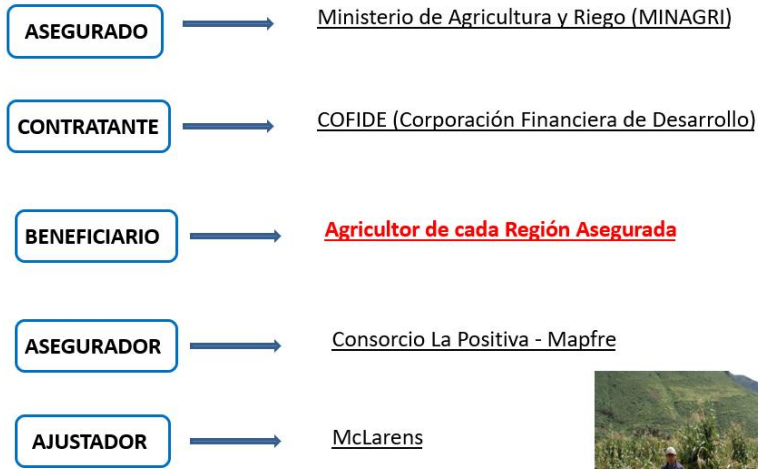 ASEGURADO
Ministerio de Agricultura y Riego (MINAGRI)
CONTRATANTE
COFIDE (Corporación Financiera de Desarrollo)
BENEFICIARIO
Agricultor de cada Región Asegurada
ASEGURADOR
Consorcio La Positiva - Mapfre
AJUSTADOR
McLarens